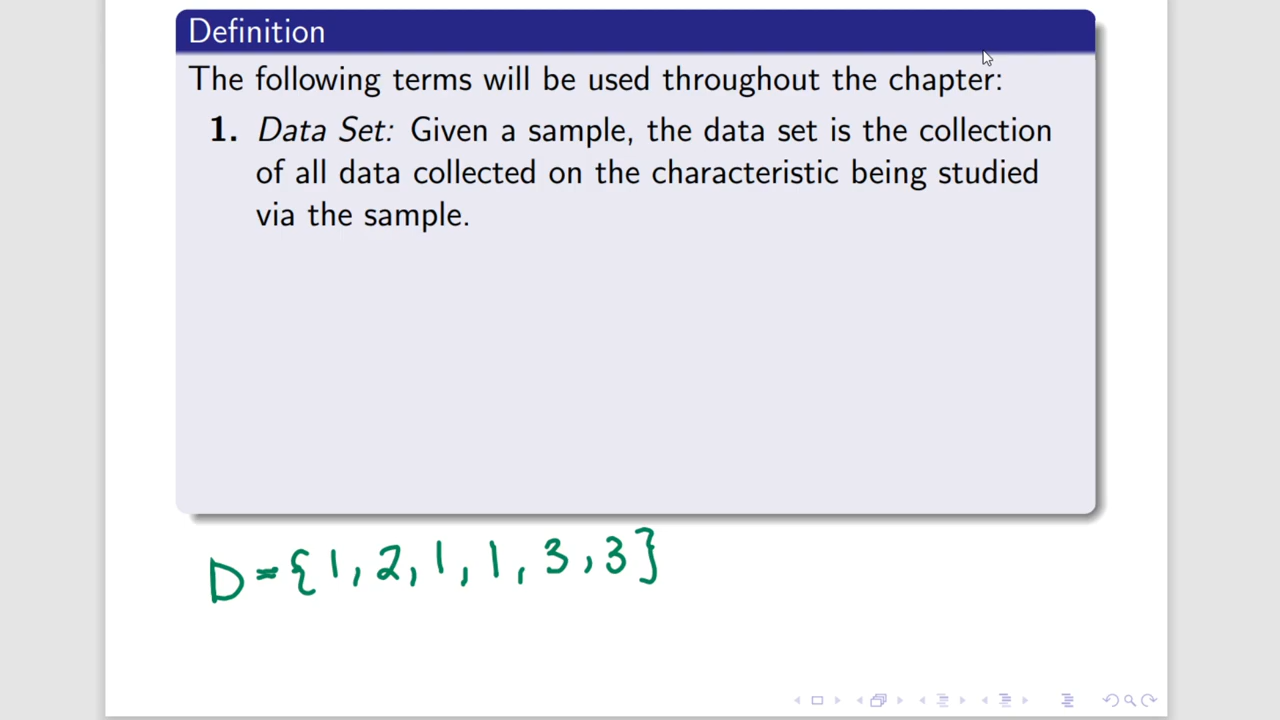 Definition
The following terms will be used throughout the chapter:
1. Data Set: Given a sample, the data set is the collection
of all data collected on the characteristic being studied
via the sample.
D={1,2,1,1,3,3}